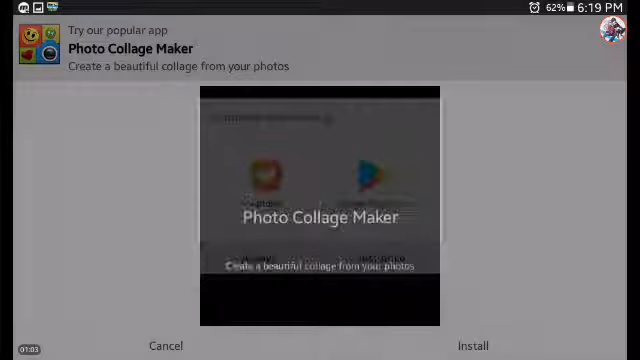 62% 6:19 PM
Try our popular app
Photo Collage Maker
Create a beautiful collage from your photos
Photo Collage Maker
Create a beautiful collage from your photos
01:03
Cancel
Install